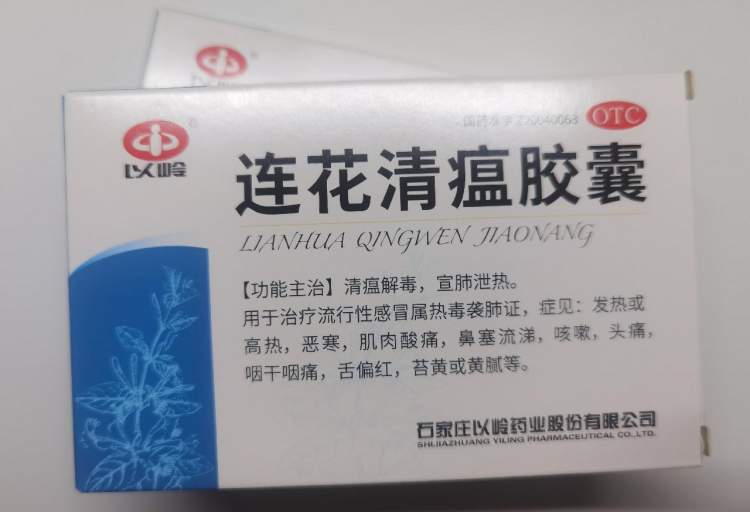 国药准字Z20040063
OTC
以岭
连花清瘟胶囊
LIANHUA QINGWEN JIAONANG
【功能主治】清瘟解毒，宣肺泄热。
用于治疗流行性感冒属热毒袭肺证，症见：发热或
高热，恶寒，肌肉酸痛，鼻塞流涕，咳嗽，头痛，
咽干咽痛，舌偏红，苔黄或黄腻等。
石家庄以岭药业股份有限公司
SHIJIAZHUANG YILING PHARMACEUTICAL CO.,LTD.